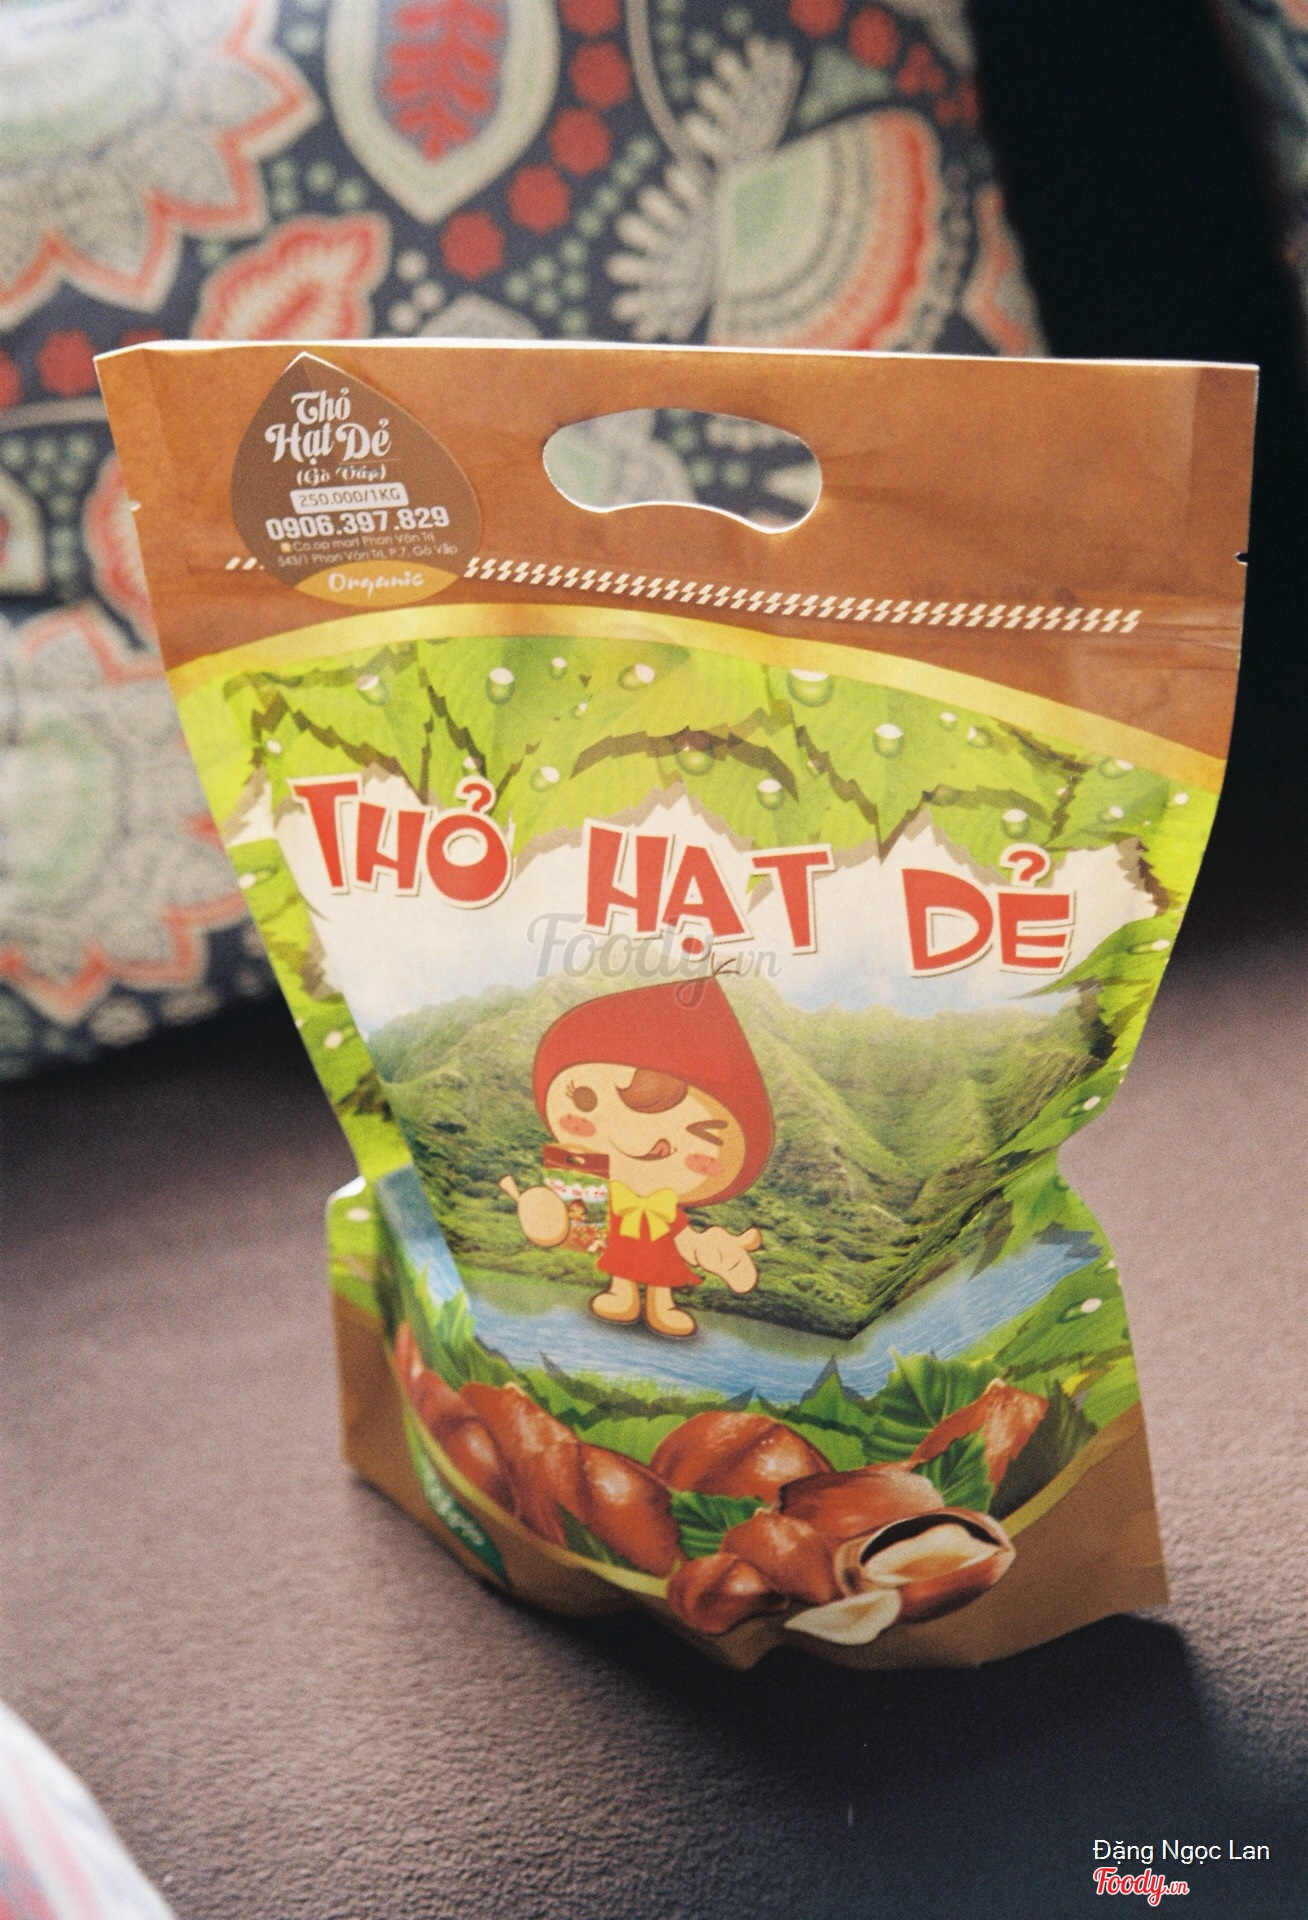 Thỏ
Hạt Dẻ
(Gò Vấp)
250.000/1KG
0906.397.829
Co.op mart Phan Văn Trị
543/1 Phan Văn Trị, P.7, Gò Vấp
Organic
THỎ HẠT DẺ
Foody.vn
Đặng Ngọc Lan
Foody.vn